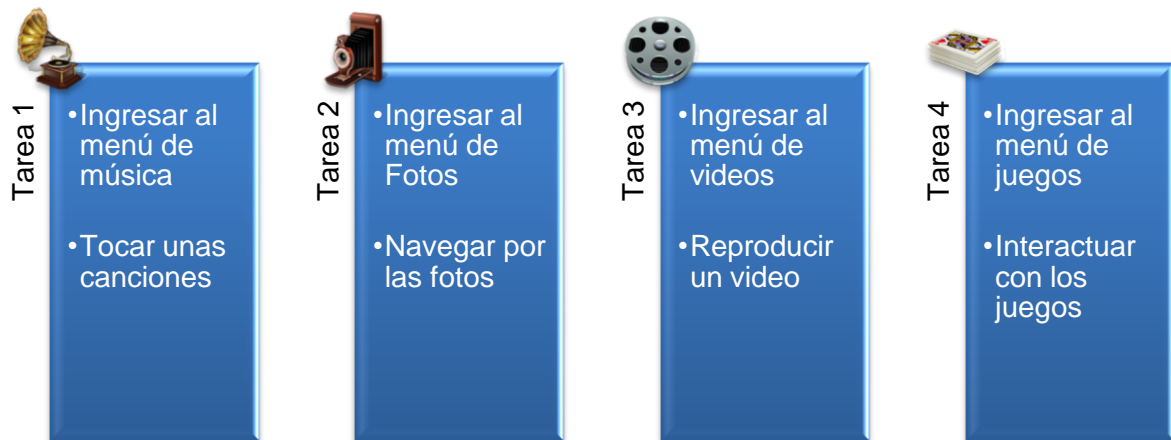 Tarea 1
•Ingresar al
menú de
música
•Tocar unas
canciones
Tarea 2
•Ingresar al
menú de
Fotos
•Navegar por
las fotos
Tarea 3
•Ingresar al
menú de
videos
•Reproducir
un video
Tarea 4
•Ingresar al
menú de
juegos
•Interactuar
con los
juegos